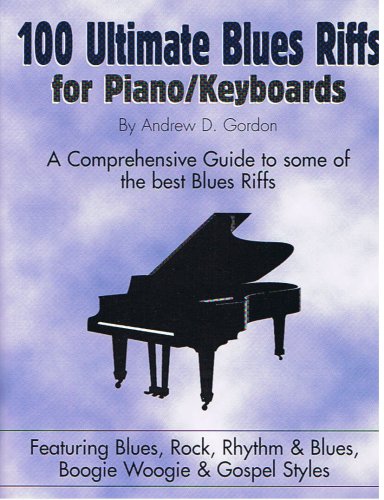 100 Ultimate Blues Riffs
for Piano/Keyboards
By Andrew D. Gordon
A Comprehensive Guide to some of
the best Blues Riffs
Featuring Blues, Rock, Rhythm & Blues,
Boogie Woogie & Gospel Styles